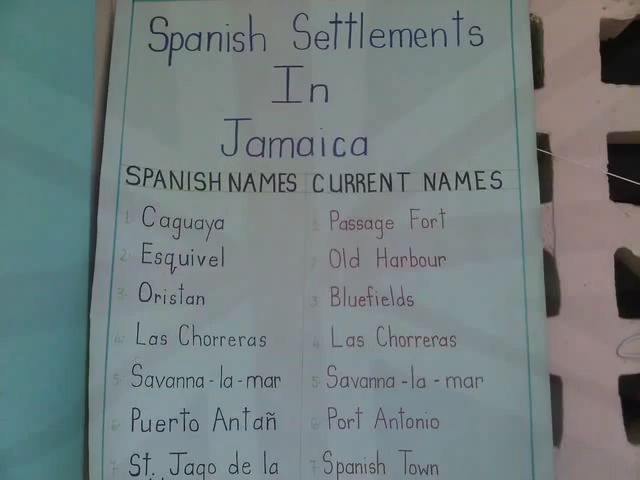 Spanish Settlements
In
Jamaica
SPANISH NAMES CURRENT NAMES
1. Caguaya 1. Passage Fort
2. Esquivel 2. Old Harbour
3. Oristan 3. Bluefields
4. Las Chorreras 4. Las Chorreras
5. Savanna-la-mar 5. Savanna-la-mar
6. Puerto Antañ 6. Port Antonio
7. St. Jago de la 7. Spanish Town